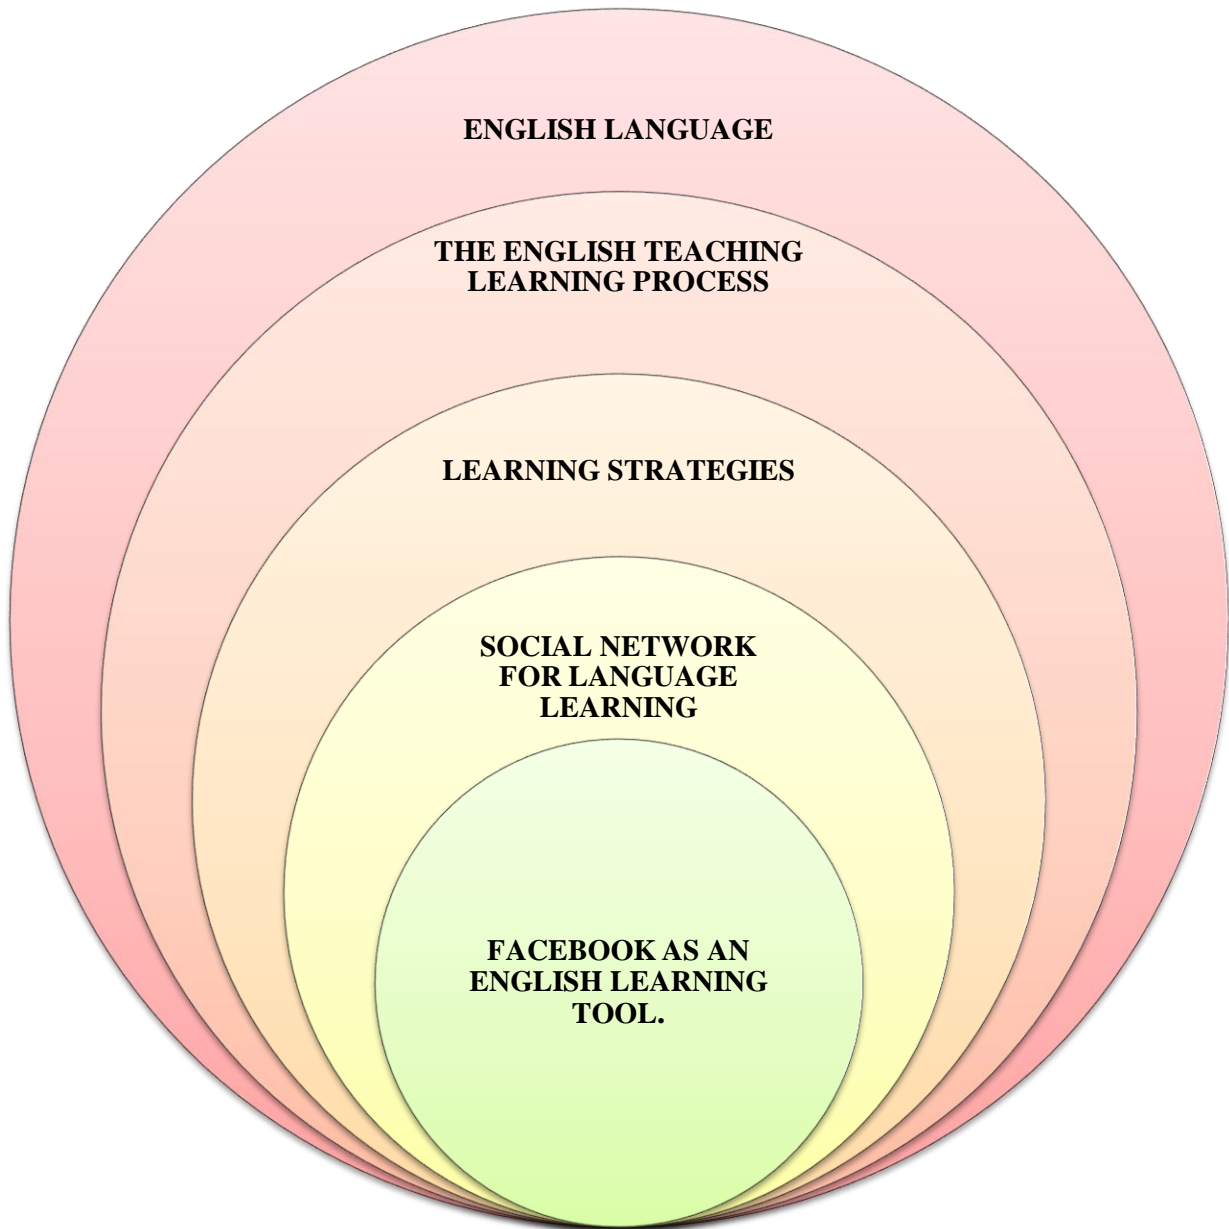 ENGLISH LANGUAGE
THE ENGLISH TEACHING
LEARNING PROCESS
LEARNING STRATEGIES
SOCIAL NETWORK
FOR LANGUAGE
LEARNING
FACEBOOK AS AN
ENGLISH LEARNING
TOOL.